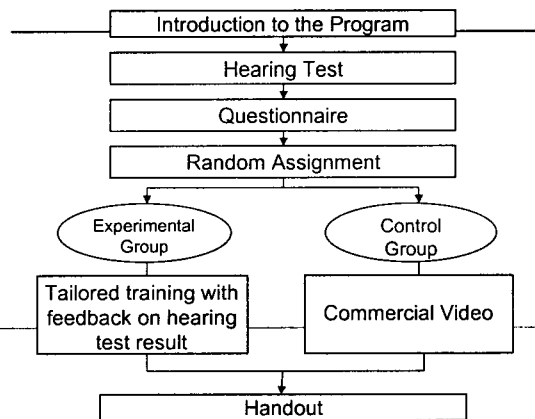 Introduction to the Program
Hearing Test
Questionnaire
Random Assignment
Experimental
Group
Control
Group
Tailored training with
feedback on hearing
test result
Commercial Video
Handout